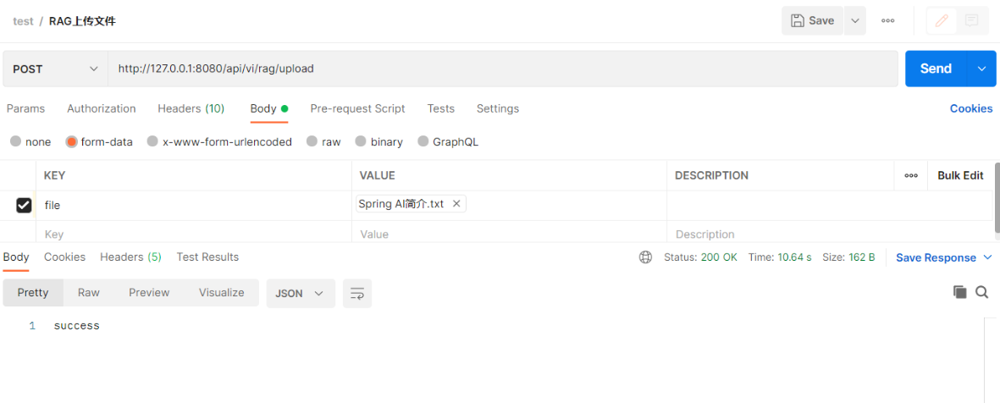 test / RAG上传文件 Save
POST http://127.0.0.1:8080/api/vi/rag/upload Send
Params Authorization Headers (10) Body Pre-request Script Tests Settings Cookies
none form-data x-www-form-urlencoded raw binary GraphQL
KEY VALUE DESCRIPTION Bulk Edit
file Spring AI简介.txt
Key Value Description
Body Cookies Headers (5) Test Results Status: 200 OK Time: 10.64 s Size: 162 B Save Response
Pretty Raw Preview Visualize JSON
1 success